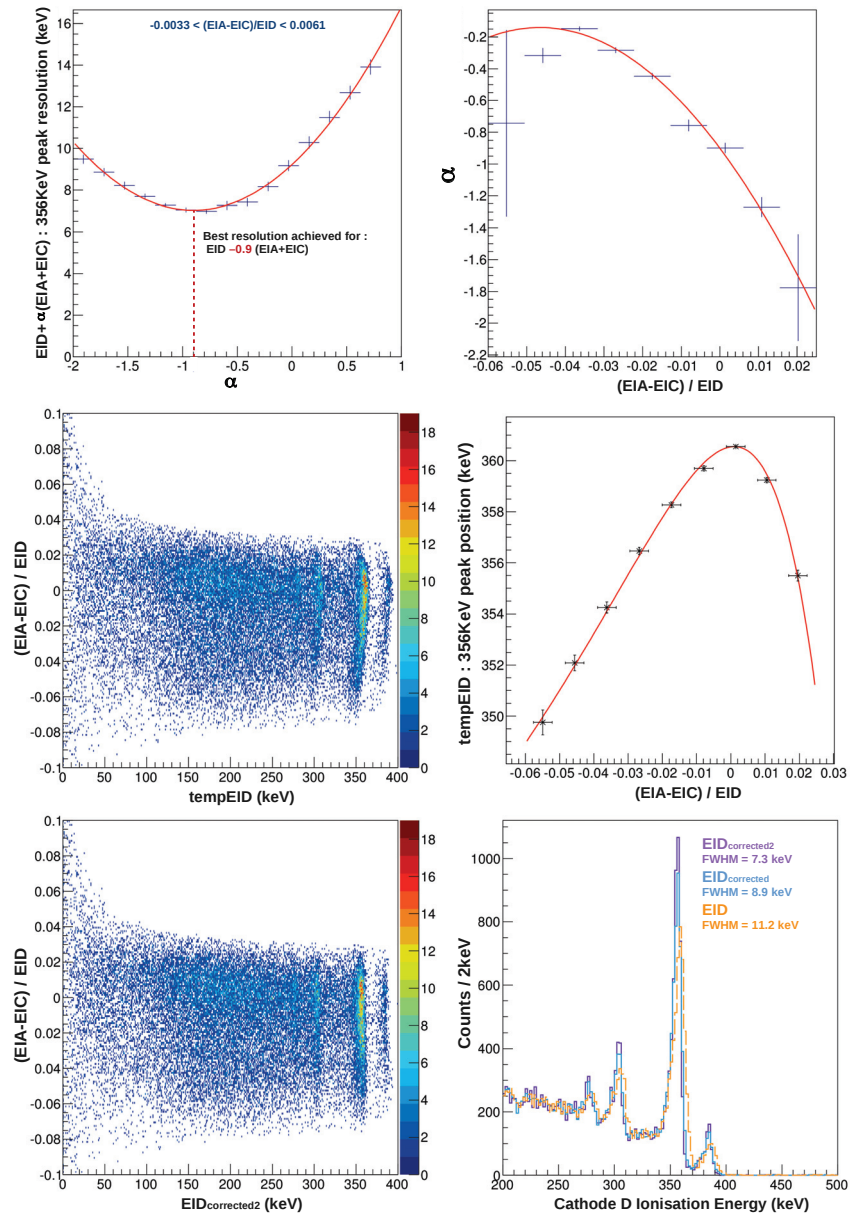 -0.0033 < (EIA-EIC)/EID < 0.0061
EID+ α(EIA+EIC) : 356KeV peak resolution (keV)
16
14
12
10
8
6
4
2
0
Best resolution achieved for :
EID –0.9 (EIA+EIC)
-2 -1.5 -1 -0.5 0 0.5 1
α
α
-0.2
-0.4
-0.6
-0.8
-1
-1.2
-1.4
-1.6
-1.8
-2
-2.2
-0.06 -0.05 -0.04 -0.03 -0.02 -0.01 0 0.01 0.02
(EIA-EIC) / EID
(EIA-EIC) / EID
0.1
0.08
0.06
0.04
0.02
0
0.02
0.04
-0.06
-0.08
-0.1
0 50 100 150 200 250 300 350 400
tempEID (keV)
18
16
14
12
10
8
6
4
2
0
tempEID : 356KeV peak position (keV)
360
358
356
354
352
350
-0.06 -0.05 -0.04 -0.03 -0.02 -0.01 0 0.01 0.02 0.03
(EIA-EIC) / EID
(EIA-EIC) / EID
0.1
0.08
0.06
0.04
0.02
0
-0.02
-0.04
-0.06
-0.08
-0.1
0 50 100 150 200 250 300 350 400
EIDcorrected2 (keV)
18
16
14
12
10
8
6
4
2
0
Counts / 2keV
1000
800
600
400
200
0
EIDcorrected2
FWHM = 7.3 keV
EIDcorrected
FWHM = 8.9 keV
EID
FWHM = 11.2 keV
200 250 300 350 400 450 500
Cathode D Ionisation Energy (keV)